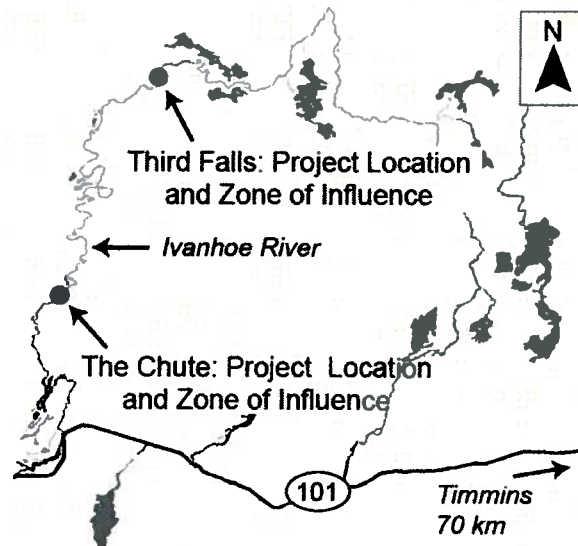 N
Third Falls: Project Location
and Zone of Influence
Ivanhoe River
The Chute: Project Location
and Zone of Influence
101
Timmins
70 km